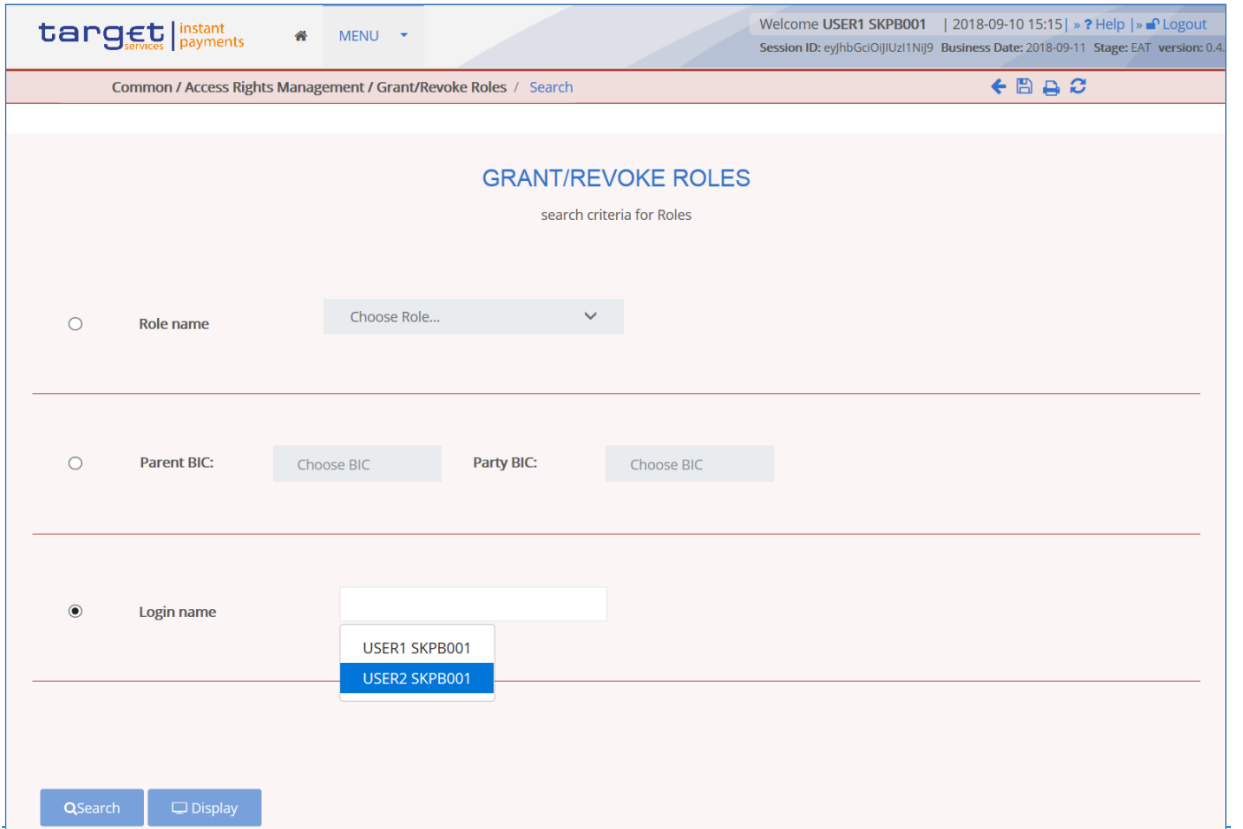 target services instant payments MENU Welcome USER1 SKPB001 | 2018-09-10 15:15| » ? Help |» Logout
Session ID: eyJhbGciOiJIUzI1NiJ9 Business Date: 2018-09-11 Stage: EAT version: 0.4.
Common / Access Rights Management / Grant/Revoke Roles / Search
GRANT/REVOKE ROLES
search criteria for Roles
Role name Choose Role...
Parent BIC: Choose BIC Party BIC: Choose BIC
Login name
USER1 SKPB001
USER2 SKPB001
Search Display